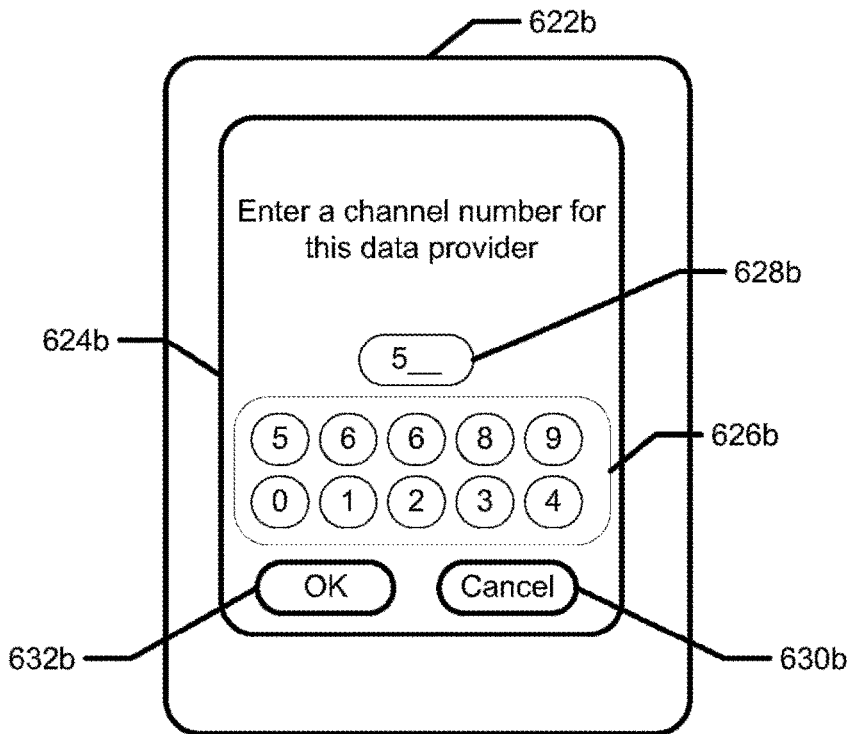 622b
Enter a channel number for
this data provider
628b
624b
5__
5 6 6 8 9
626b
0 1 2 3 4
OK Cancel
632b
630b